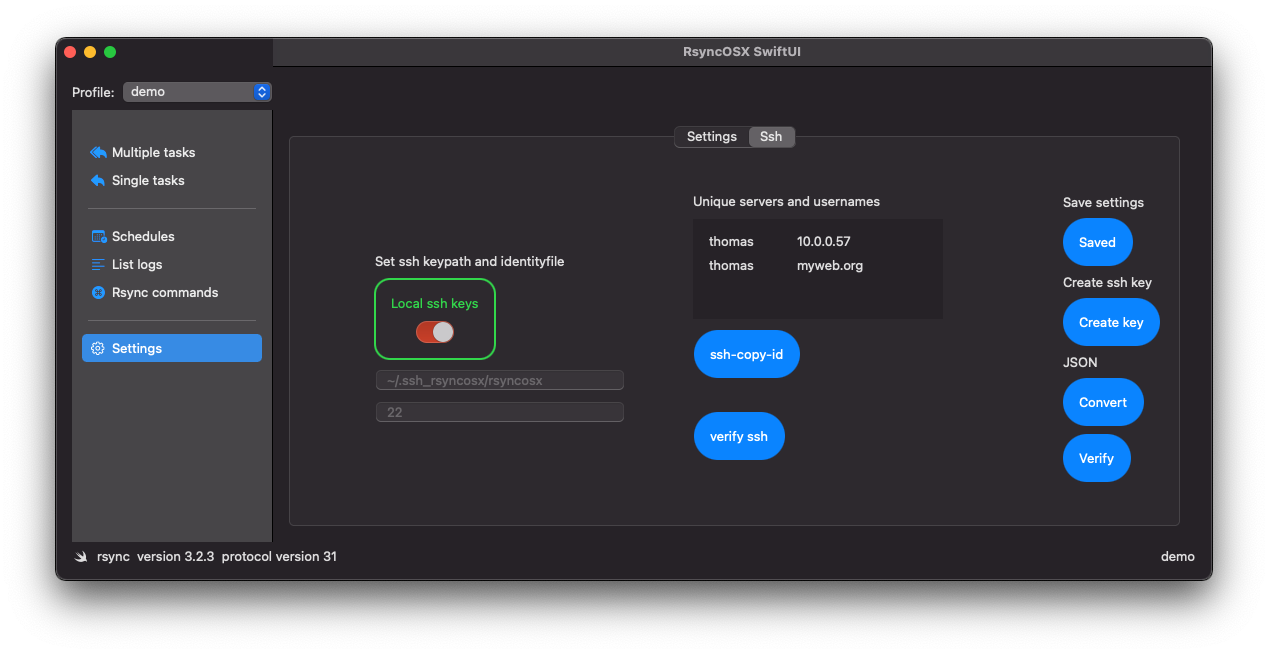 RsyncOSX SwiftUI
Profile: demo
Multiple tasks
Single tasks
Schedules
List logs
Rsync commands
Settings
Settings Ssh
Set ssh keypath and identityfile
Local ssh keys
~/.ssh_rsyncosx/rsyncosx
22
Unique servers and usernames
thomas 10.0.0.57
thomas myweb.org
ssh-copy-id
verify ssh
Save settings
Saved
Create ssh key
Create key
JSON
Convert
Verify
rsync version 3.2.3 protocol version 31
demo